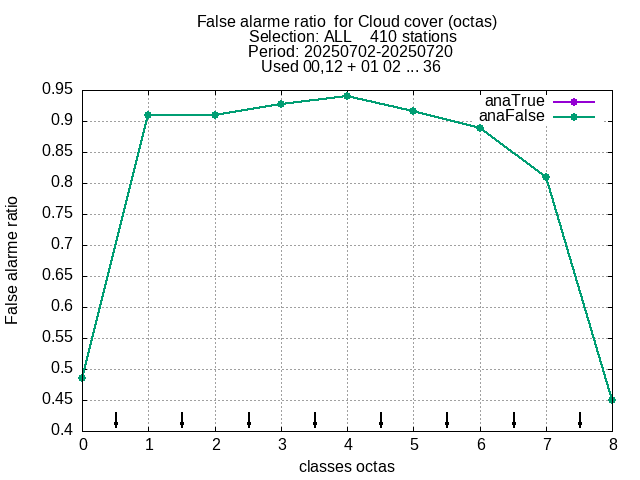 False alarme ratio  for Cloud cover (octas)
Selection: ALL    410 stations
Period: 20250702-20250720
Used 00,12 + 01 02 ... 36
anaTrue
anaFalse
0.95
0.9
0.85
0.8
0.75
0.7
0.65
0.6
0.55
0.5
0.45
0.4
False alarme ratio
0 1 2 3 4 5 6 7 8
classes octas